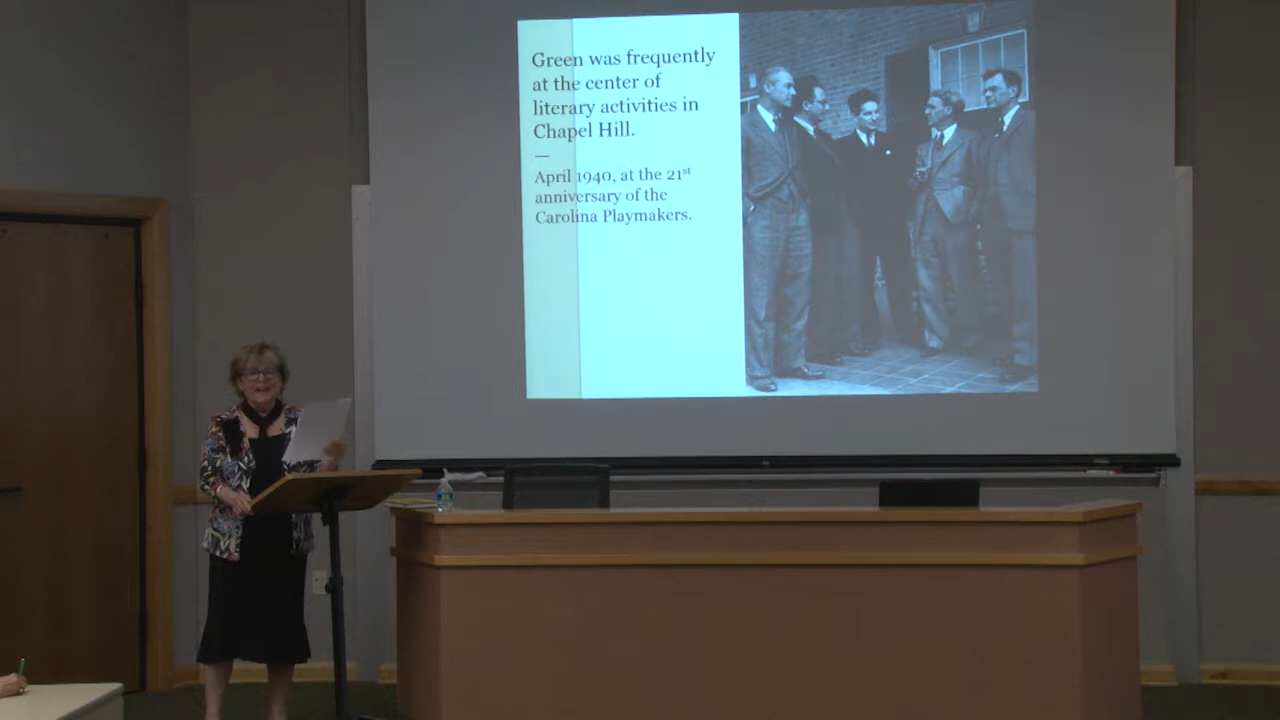 Green was frequently
at the center of
literary activities in
Chapel Hill.
—
April 1940, at the 21st
anniversary of the
Carolina Playmakers.